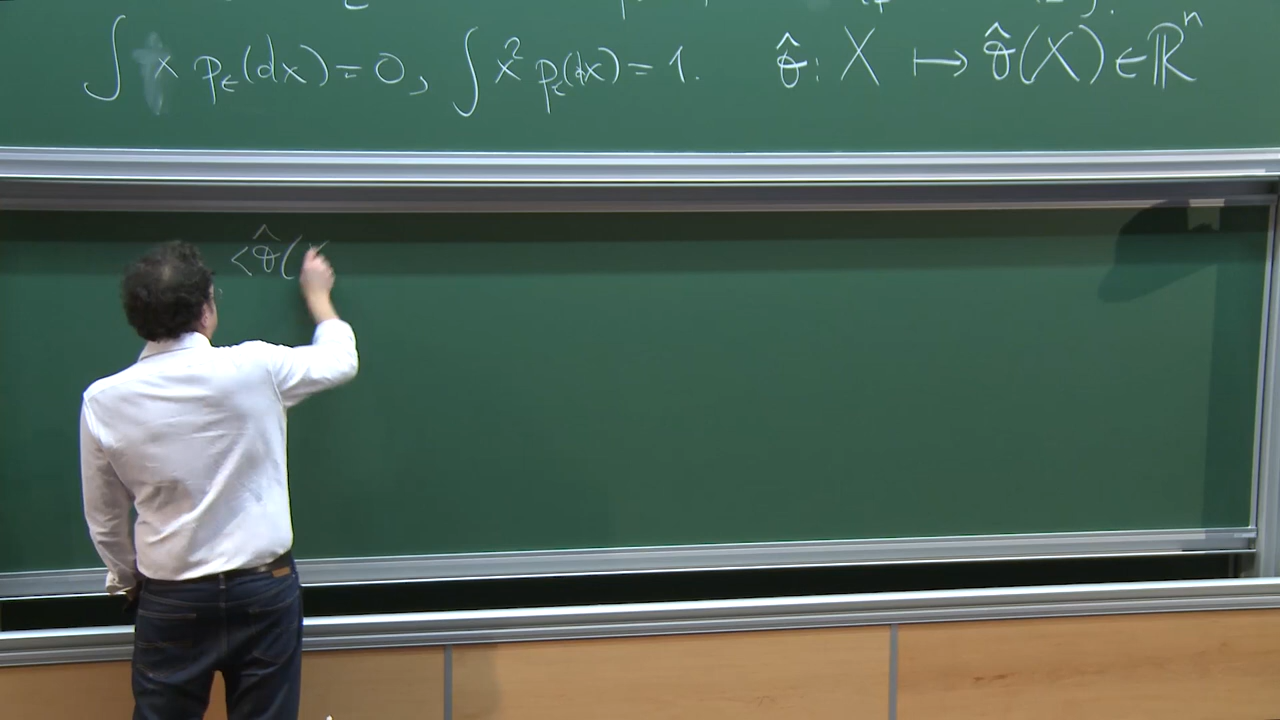 ∫ x p_ε(dx) = 0, ∫ x² p_ε(dx) = 1. σ̂ : X ↦ σ̂(X) ∈ ℝⁿ
<σ̂(